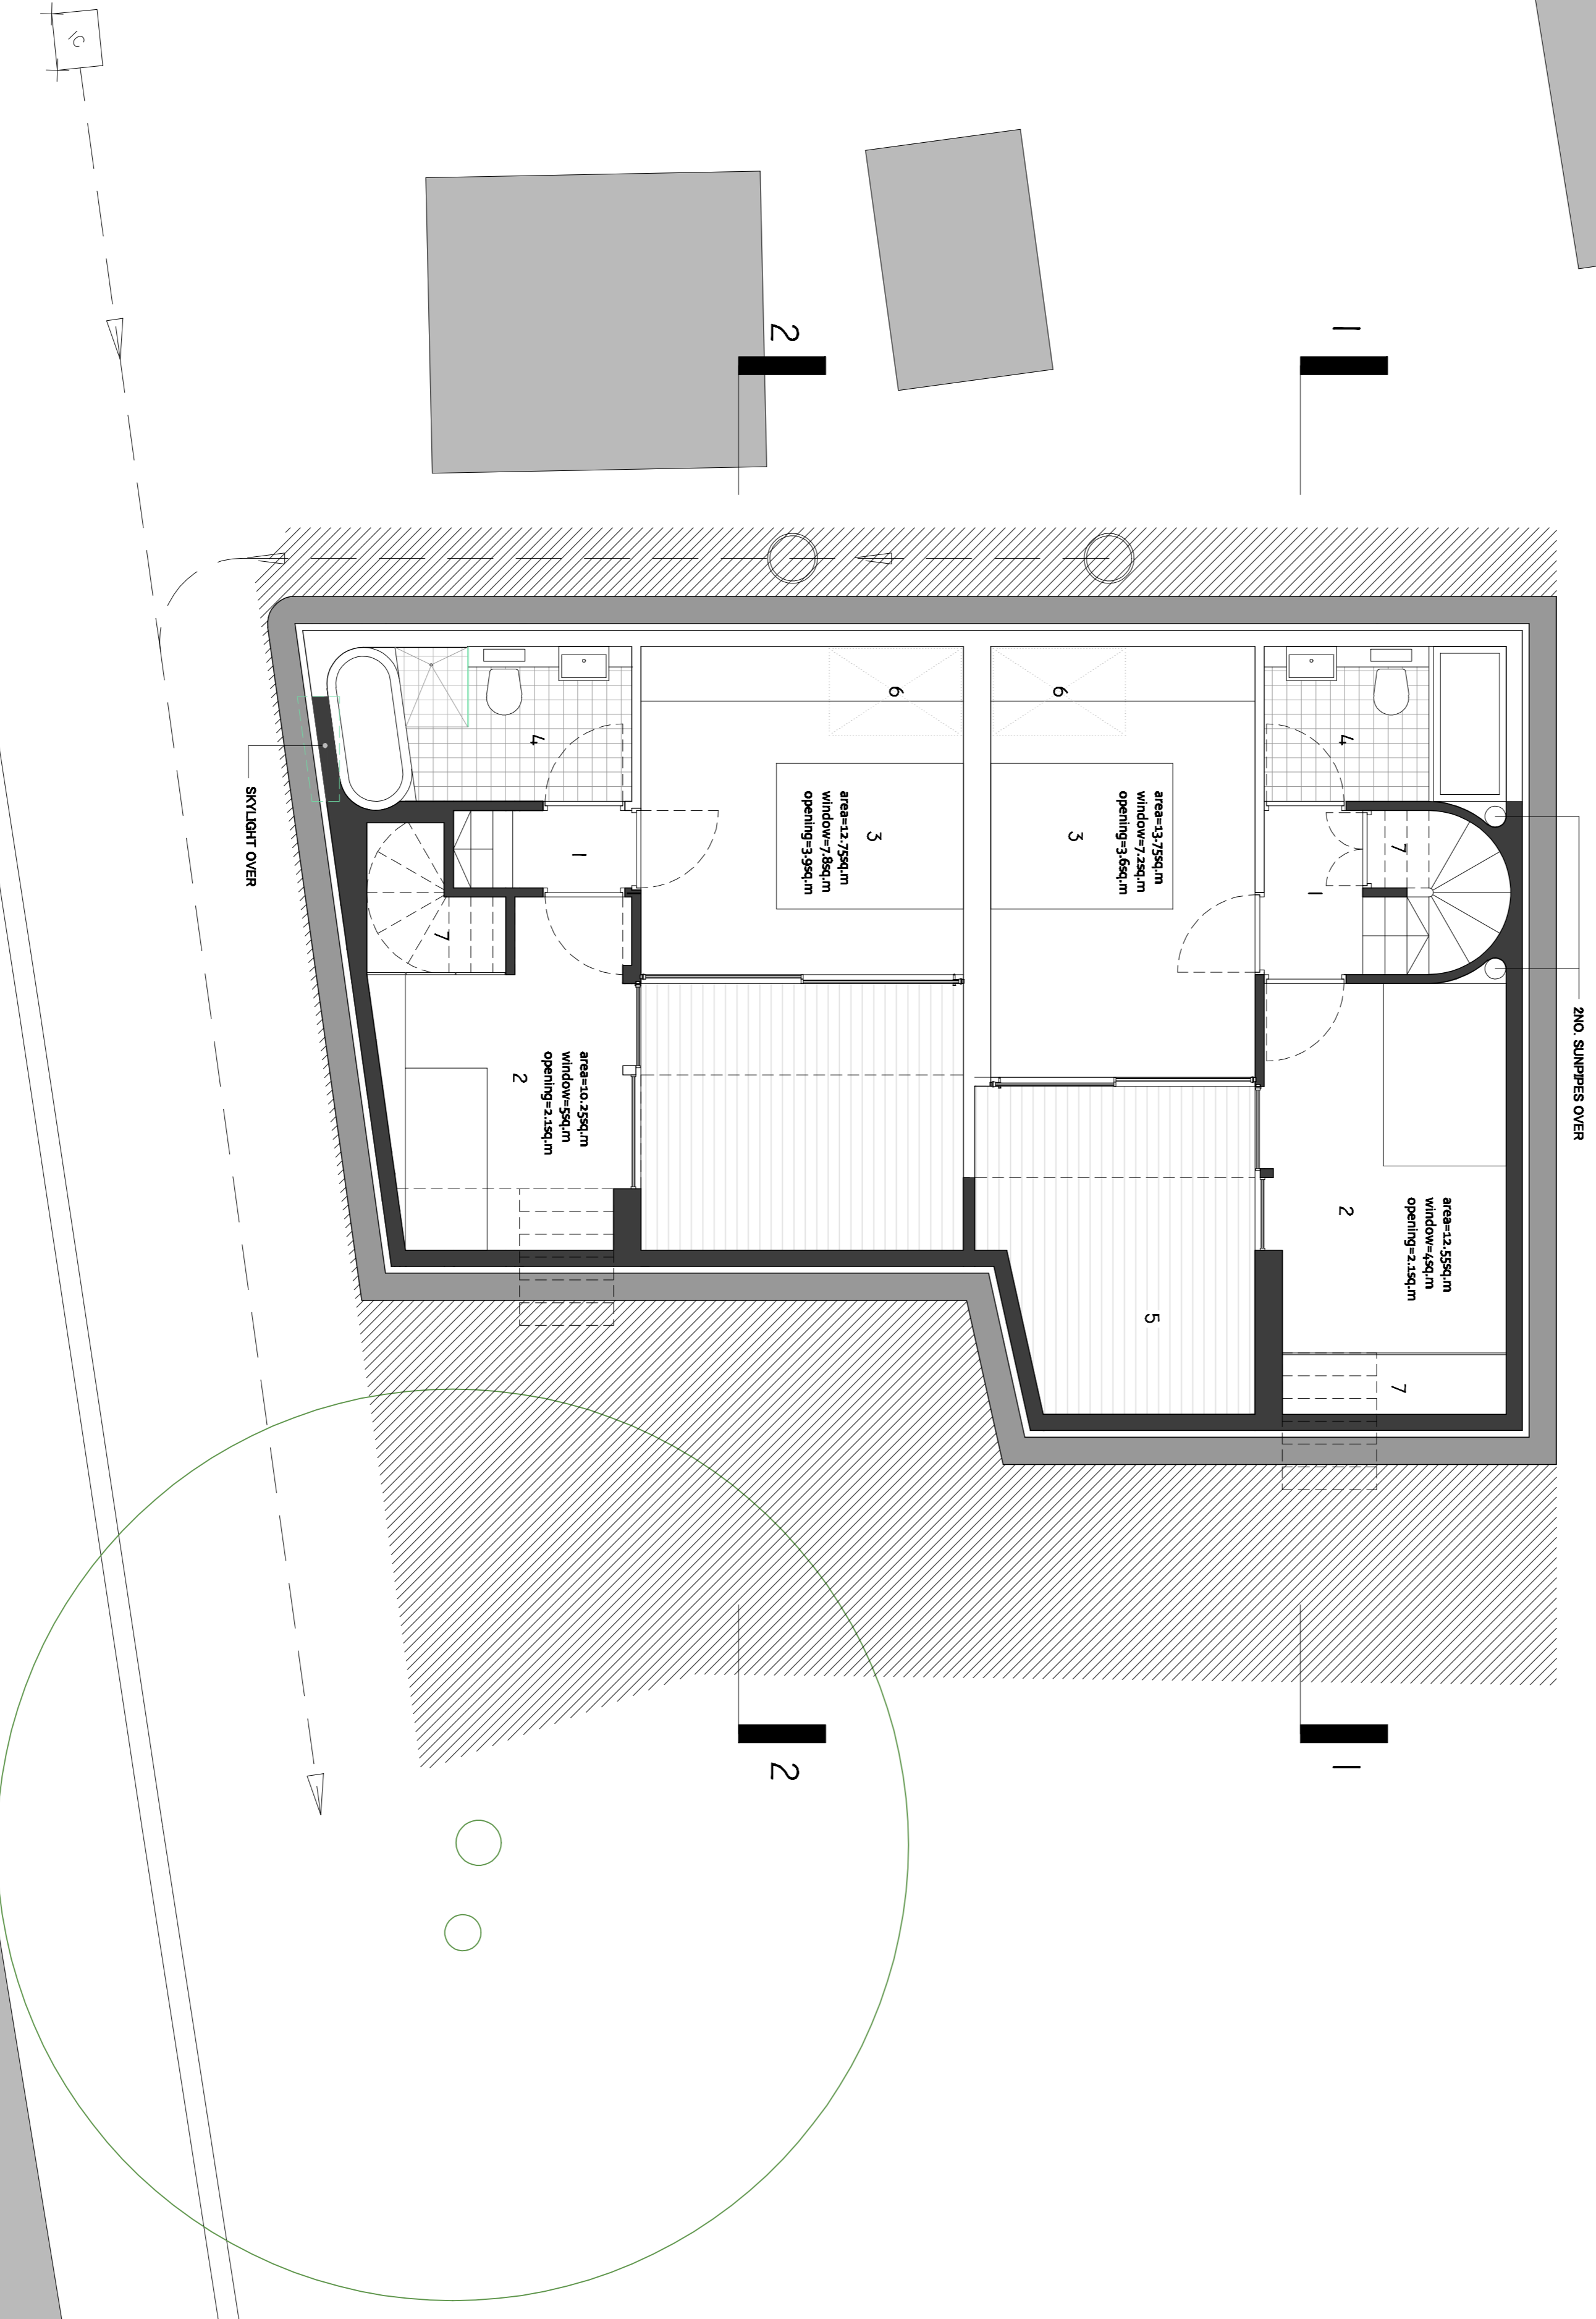 IC
2
1
6
6
4
4
SKYLIGHT OVER
3
area=12.75sq.m
window=7.8sq.m
opening=3.9sq.m
3
area=13.75sq.m
window=7.2sq.m
opening=3.6sq.m
7
1
1
7
2NO. SUNPIPES OVER
2
area=10.25sq.m
window=5sq.m
opening=2.1sq.m
2
area=12.55sq.m
window=4sq.m
opening=2.1sq.m
5
7
2
1